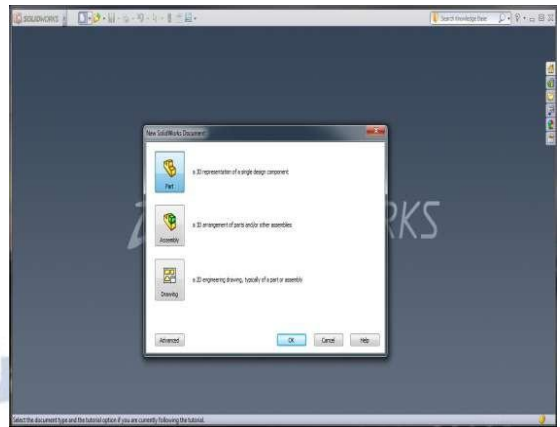 SOLIDWORKS
Search Knowledge Base
New SolidWorks Document
Part
a 3D representation of a single design component
Assembly
a 3D arrangement of parts and/or other assemblies
Drawing
a 2D engineering drawing, typically of a part or assembly
RKS
Advanced
OK
Cancel
Help
Select the document type and the tutorial option if you are currently following the tutorial.